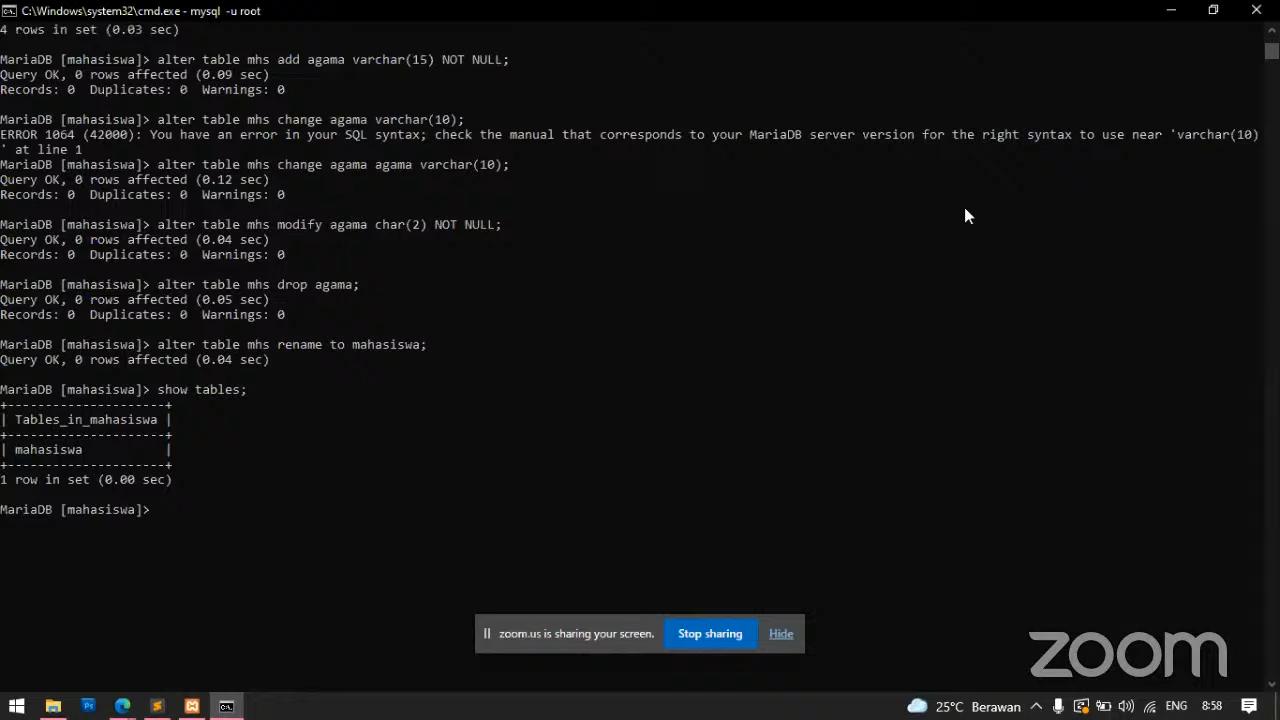 C:\Windows\system32\cmd.exe - mysql  -u root
4 rows in set (0.03 sec)
MariaDB [mahasiswa]> alter table mhs add agama varchar(15) NOT NULL;
Query OK, 0 rows affected (0.09 sec)
Records: 0  Duplicates: 0  Warnings: 0
MariaDB [mahasiswa]> alter table mhs change agama varchar(10);
ERROR 1064 (42000): You have an error in your SQL syntax; check the manual that corresponds to your MariaDB server version for the right syntax to use near 'varchar(10)
' at line 1
MariaDB [mahasiswa]> alter table mhs change agama agama varchar(10);
Query OK, 0 rows affected (0.12 sec)
Records: 0  Duplicates: 0  Warnings: 0
MariaDB [mahasiswa]> alter table mhs modify agama char(2) NOT NULL;
Query OK, 0 rows affected (0.04 sec)
Records: 0  Duplicates: 0  Warnings: 0
MariaDB [mahasiswa]> alter table mhs drop agama;
Query OK, 0 rows affected (0.05 sec)
Records: 0  Duplicates: 0  Warnings: 0
MariaDB [mahasiswa]> alter table mhs rename to mahasiswa;
Query OK, 0 rows affected (0.04 sec)
MariaDB [mahasiswa]> show tables;
+---------------------+
| Tables_in_mahasiswa |
+---------------------+
| mahasiswa           |
+---------------------+
1 row in set (0.00 sec)
MariaDB [mahasiswa]>
zoom.us is sharing your screen. Stop sharing Hide
zoom
Ps 25°C Berawan ENG 8:58